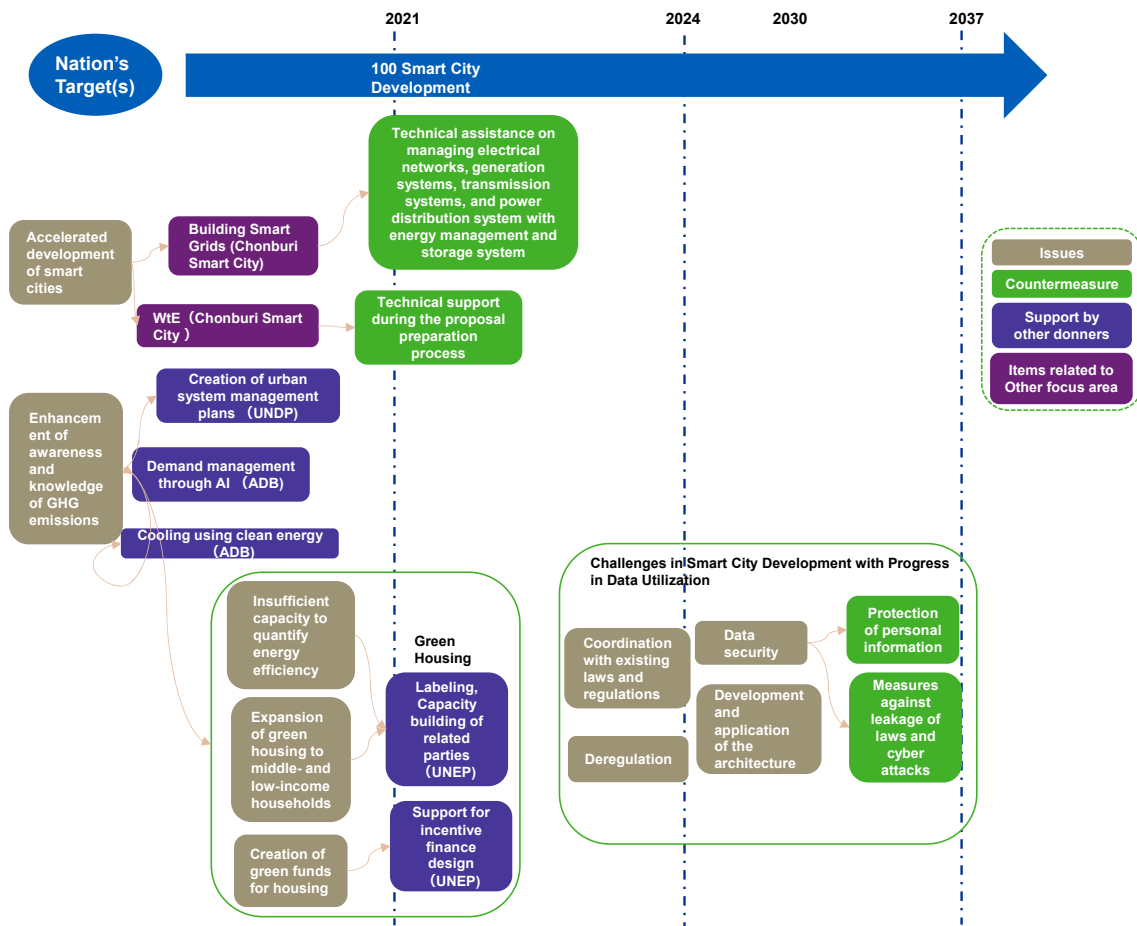 2021
2024
2030
2037
Nation's
Target(s)
100 Smart City
Development
Technical assistance on
managing electrical
networks, generation
systems, transmission
systems, and power
distribution system with
energy management and
storage system
Accelerated
development
of smart
cities
Building Smart
Grids (Chonburi
Smart City)
WtE（Chonburi Smart
City ）
Technical support
during the proposal
preparation
process
Issues
Countermeasure
Support by
other donners
Items related to
Other focus area
Enhancem
ent of
awareness
and
knowledge
of GHG
emissions
Creation of urban
system management
plans （UNDP）
Demand management
through AI （ADB）
Cooling using clean energy
（ADB）
Insufficient
capacity to
quantify
energy
efficiency
Expansion
of green
housing to
middle- and
low-income
households
Creation of
green funds
for housing
Green
Housing
Labeling,
Capacity
building of
related
parties
（UNEP）
Support for
incentive
finance
design
（UNEP）
Challenges in Smart City Development with Progress
in Data Utilization
Coordination
with existing
laws and
regulations
Deregulation
Data
security
Development
and
application
of the
architecture
Protection
of personal
information
Measures
against
leakage of
laws and
cyber
attacks